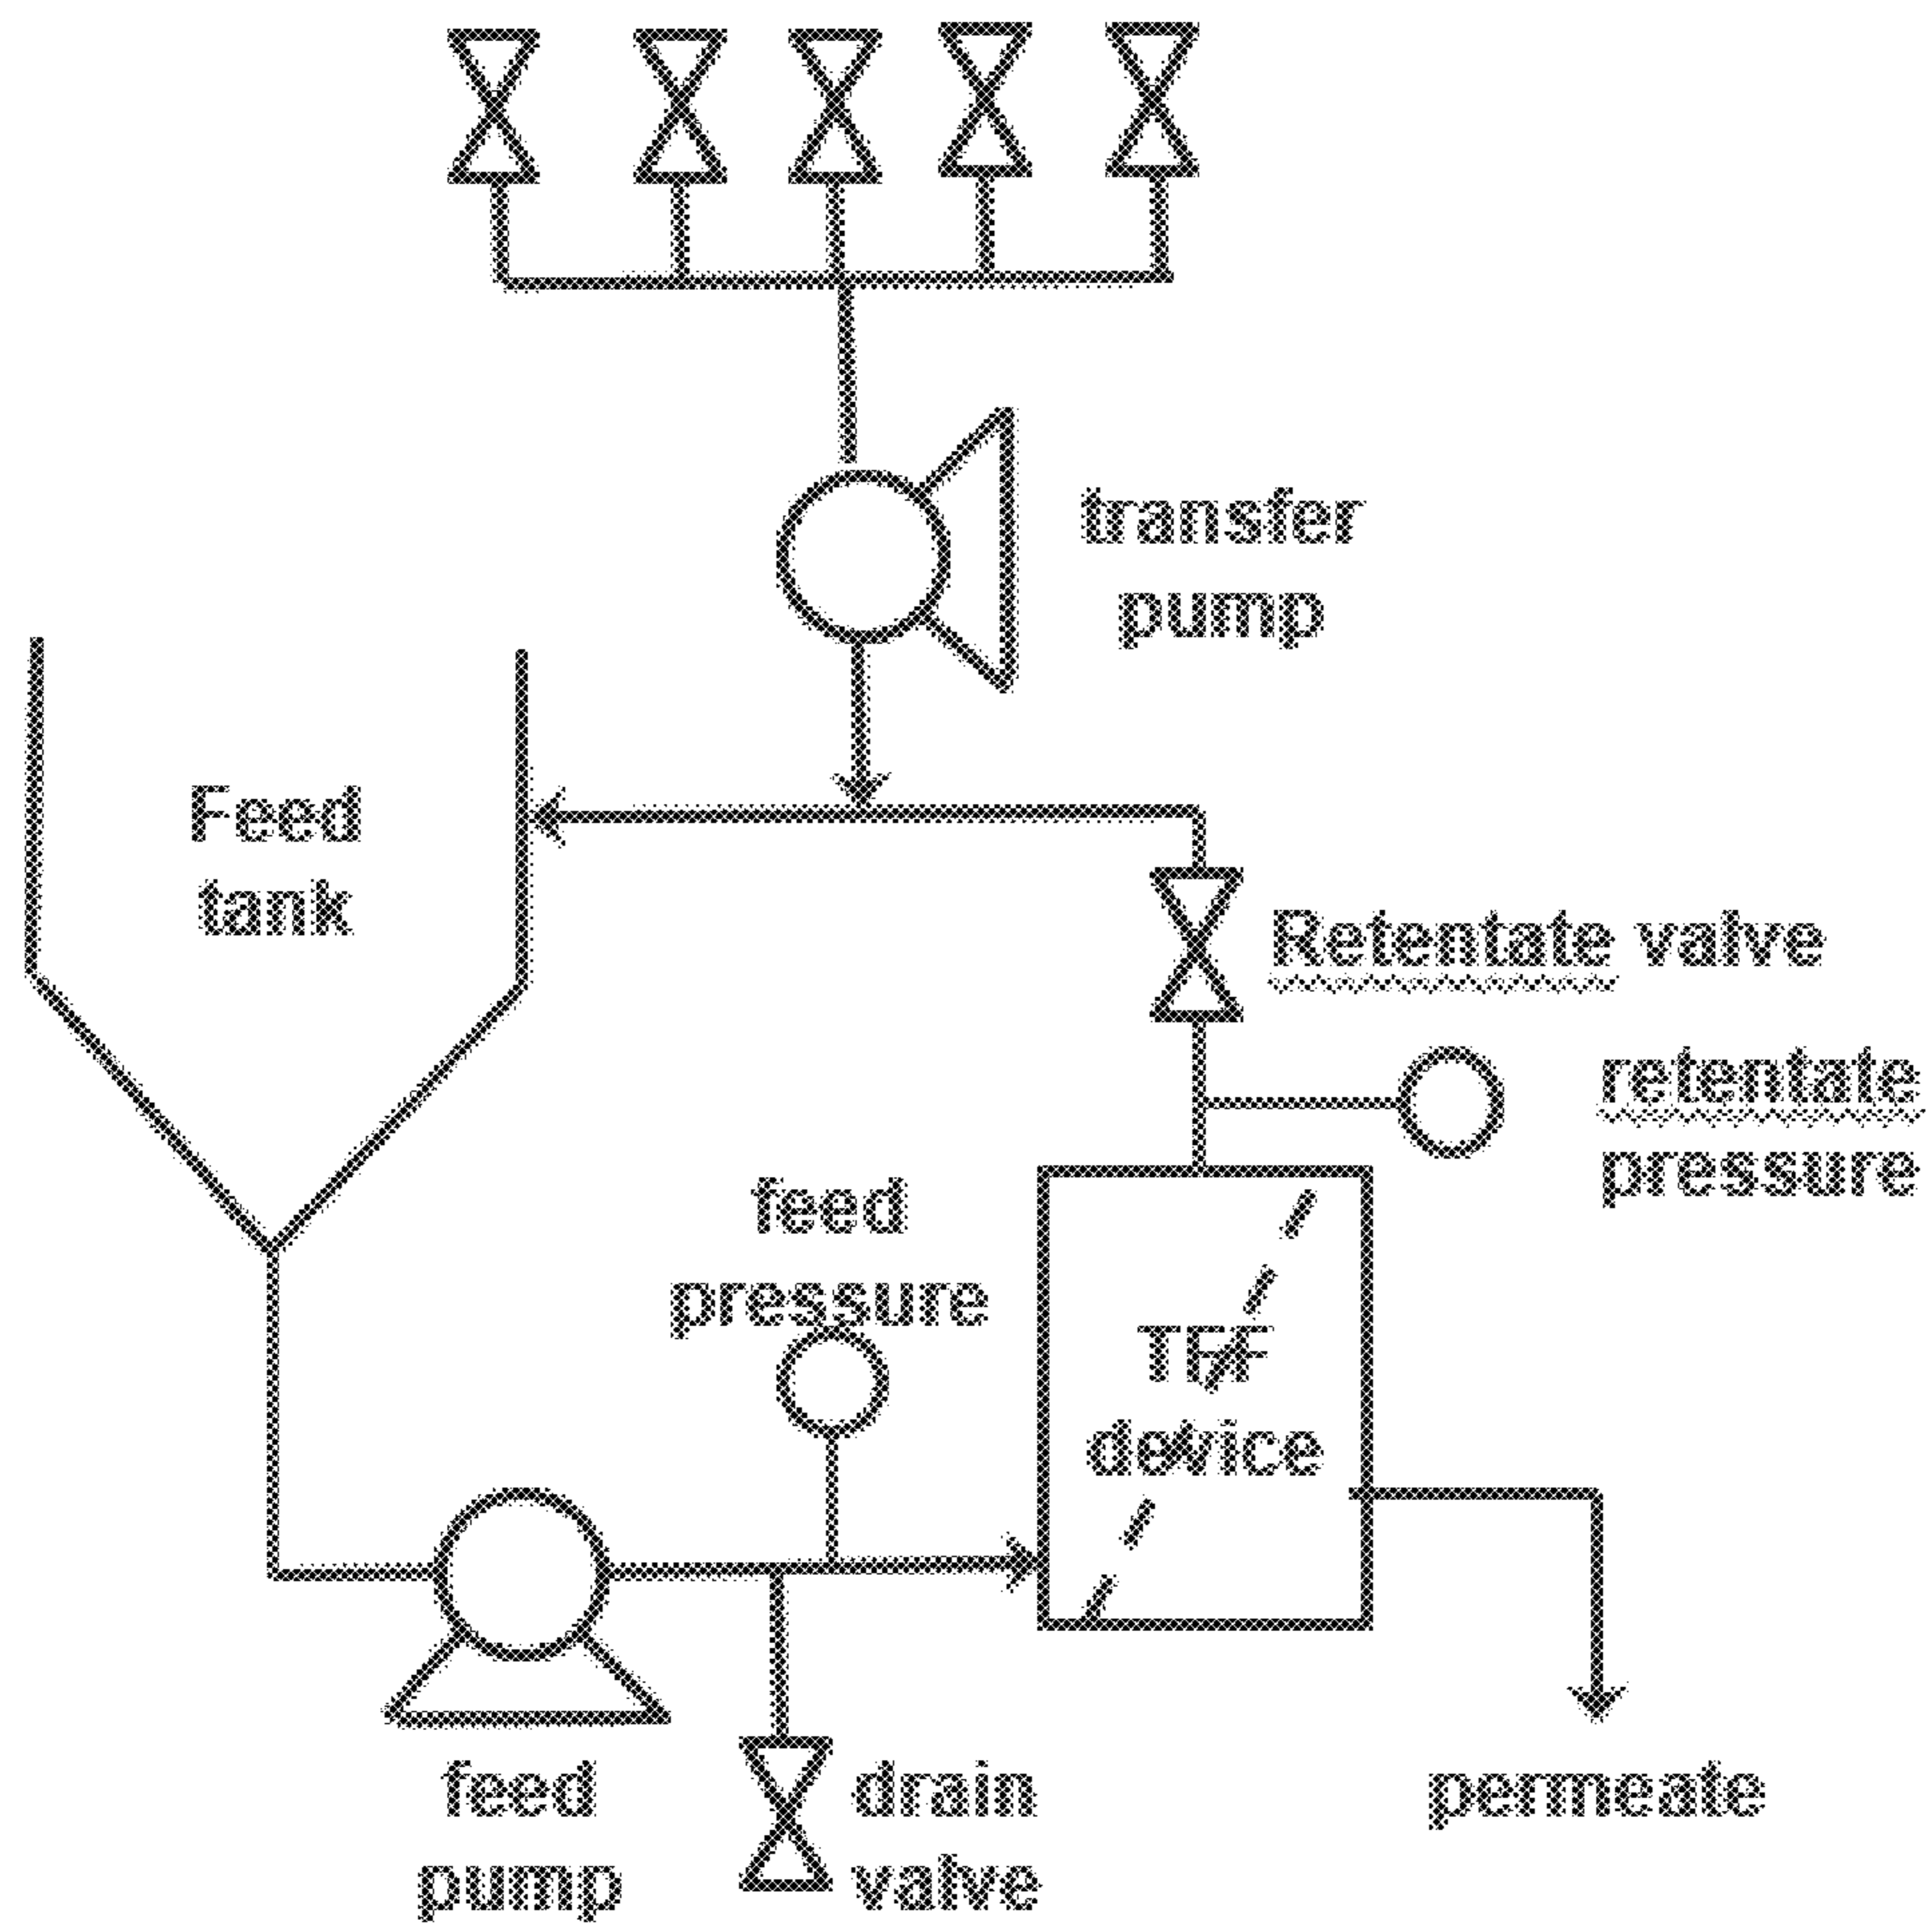 transfer
pump
Feed
tank
Retentate valve
retentate
pressure
feed
pressure
TFF
device
feed
pump
drain
valve
permeate